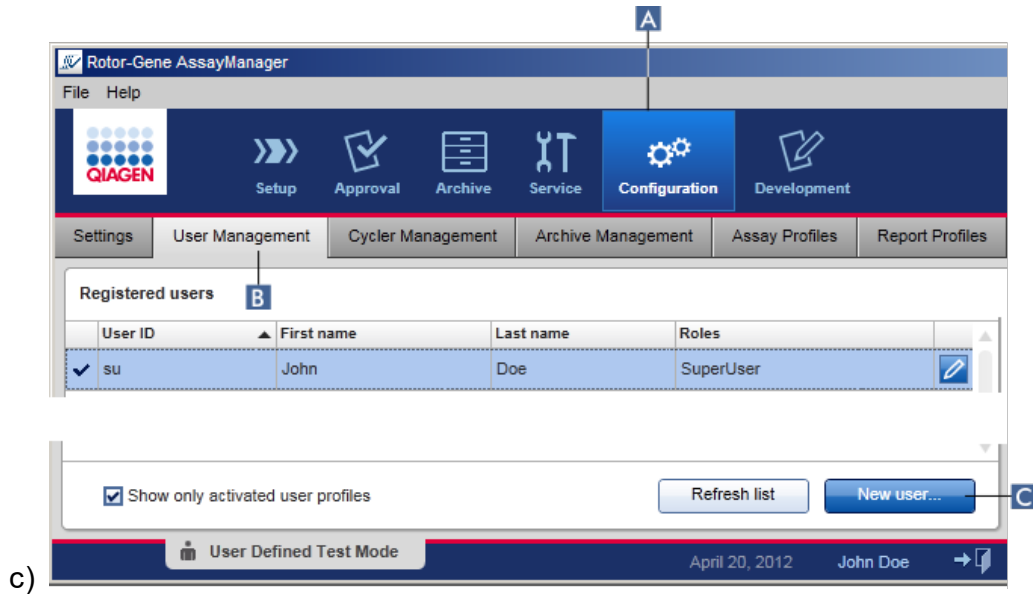 A
Rotor-Gene AssayManager
File Help
QIAGEN
Setup Approval Archive Service Configuration Development
Settings User Management Cycler Management Archive Management Assay Profiles Report Profiles
Registered users B
User ID First name Last name Roles
su John Doe SuperUser
Show only activated user profiles Refresh list New user... C
User Defined Test Mode April 20, 2012 John Doe
c)